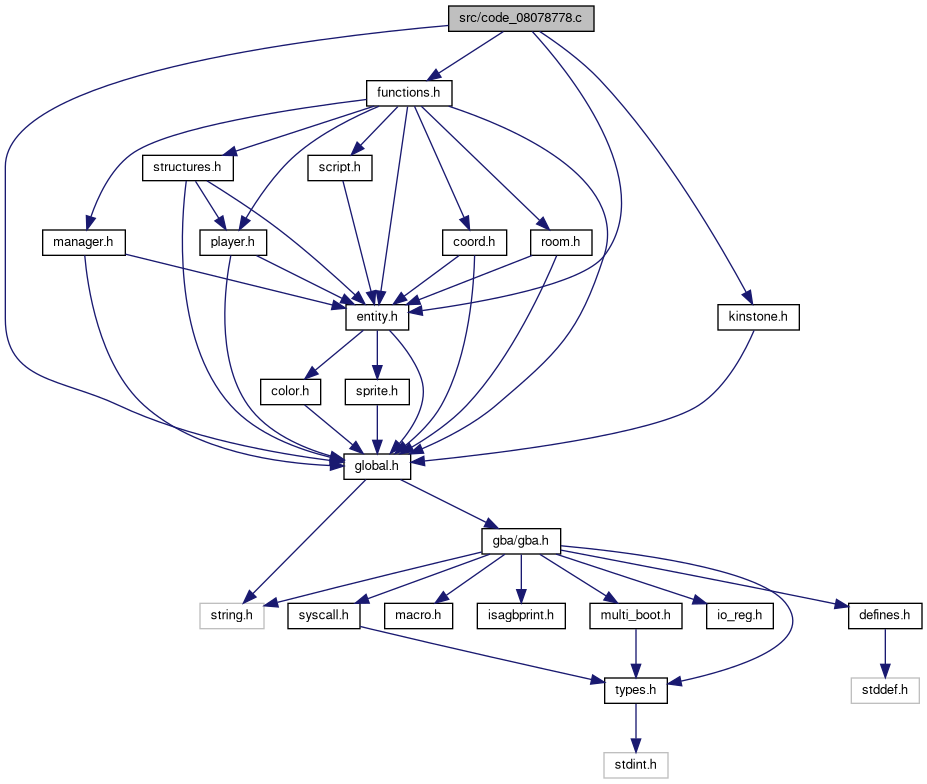 src/code_08078778.c
functions.h
structures.h
script.h
manager.h
player.h
coord.h
room.h
entity.h
kinstone.h
color.h
sprite.h
global.h
gba/gba.h
string.h
syscall.h
macro.h
isagbprint.h
multi_boot.h
io_reg.h
defines.h
types.h
stddef.h
stdint.h